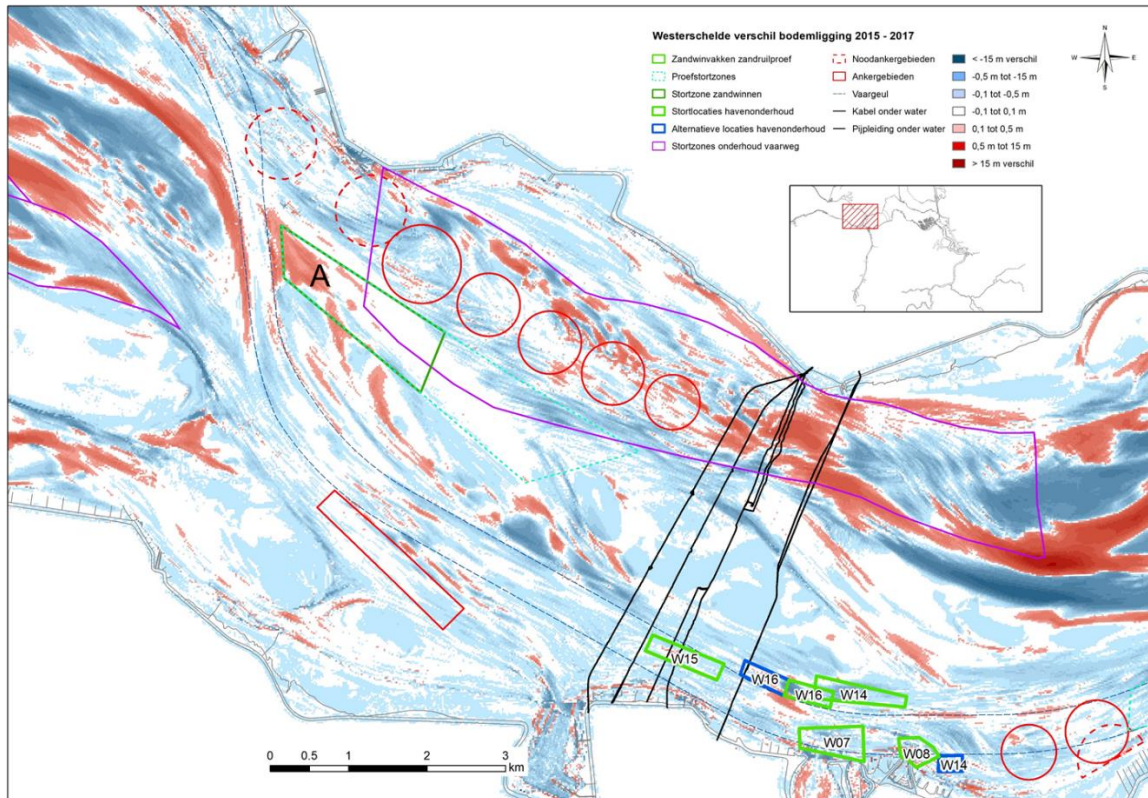 Westerschelde verschil bodemligging 2015 - 2017
Zandwinvakken zandruilproef
Proefstortzones
Stortzone zandwinnen
Stortlocaties havenonderhoud
Alternatieve locaties havenonderhoud
Stortzones onderhoud vaarweg
Noodankergebieden
Ankergebieden
Vaargeul
Kabel onder water
Pijpleiding onder water
< -15 m verschil
-0,5 m tot -15 m
-0,1 tot -0,5 m
-0,1 tot 0,1 m
0,1 tot 0,5 m
0,5 m tot 15 m
> 15 m verschil
N
W E
S
A
W15
W16
W16
W14
W07
W08
W14
0 0.5 1 2 3
km